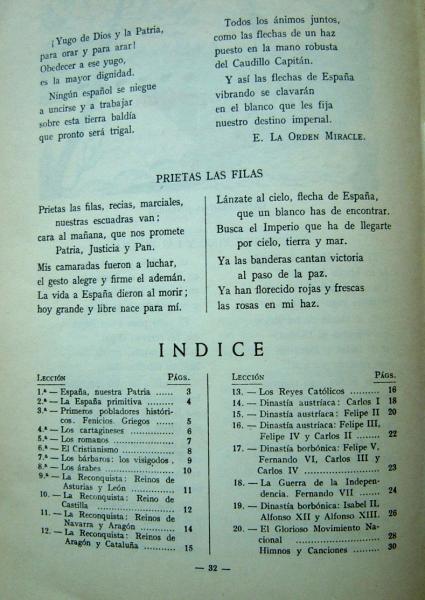 ¡Yugo de Dios y la Patria,
para orar y para arar!
Obedecer a ese yugo,
es la mayor dignidad.
Ningún español se niegue
a uncirse y a trabajar
sobre esta tierra baldía
que pronto será trigal.
Todos los ánimos juntos,
como las flechas de un haz
puesto en la mano robusta
del Caudillo Capitán.
Y así las flechas de España
vibrando se clavarán
en el blanco que les fija
nuestro destino imperial.
E. La Orden Miracle.
PRIETAS LAS FILAS
Prietas las filas, recias, marciales,
nuestras escuadras van;
cara al mañana, que nos promete
Patria, Justicia y Pan.
Mis camaradas fueron a luchar,
el gesto alegre y firme el ademán.
La vida a España dieron al morir;
hoy grande y libre nace para mí.
Lánzate al cielo, flecha de España,
que un blanco has de encontrar.
Busca el Imperio que ha de llegarte
por cielo, tierra y mar.
Ya las banderas cantan victoria
al paso de la paz.
Ya han florecido rojas y frescas
las rosas en mi haz.
INDICE
Lección Págs.
1.ª — España, nuestra Patria ...... 3
2.ª — La España primitiva ........ 4
3.ª — Primeros pobladores históri-
cos. Fenicios. Griegos ...... 5
4.ª — Los cartagineses ............ 6
5.ª — Los romanos ................ 7
6.ª — El Cristianismo ............ 8
7.ª — Los bárbaros: los visigodos . 9
8.ª — Los árabes .................. 10
9.ª — La Reconquista: Reinos de
Asturias y León ............ 11
10. — La Reconquista: Reino de
Castilla .................... 12
11. — La Reconquista: Reinos de
Navarra y Aragón .......... 14
12. — La Reconquista: Reinos de
Aragón y Cataluña .......... 15
Lección Págs.
13. — Los Reyes Católicos ........ 16
14. — Dinastía austríaca: Carlos I 18
15. — Dinastía austríaca: Felipe II 20
16. — Dinastía austríaca: Felipe III,
Felipe IV y Carlos II ...... 22
17. — Dinastía borbónica: Felipe V,
Fernando VI, Carlos III y
Carlos IV .................. 23
18. — La Guerra de la Indepen-
dencia. Fernando VII ...... 24
19. — Dinastía borbónica: Isabel II,
Alfonso XII y Alfonso XIII. 26
20. — El Glorioso Movimiento Na-
cional ...................... 28
Himnos y Canciones ........ 30
— 32 —